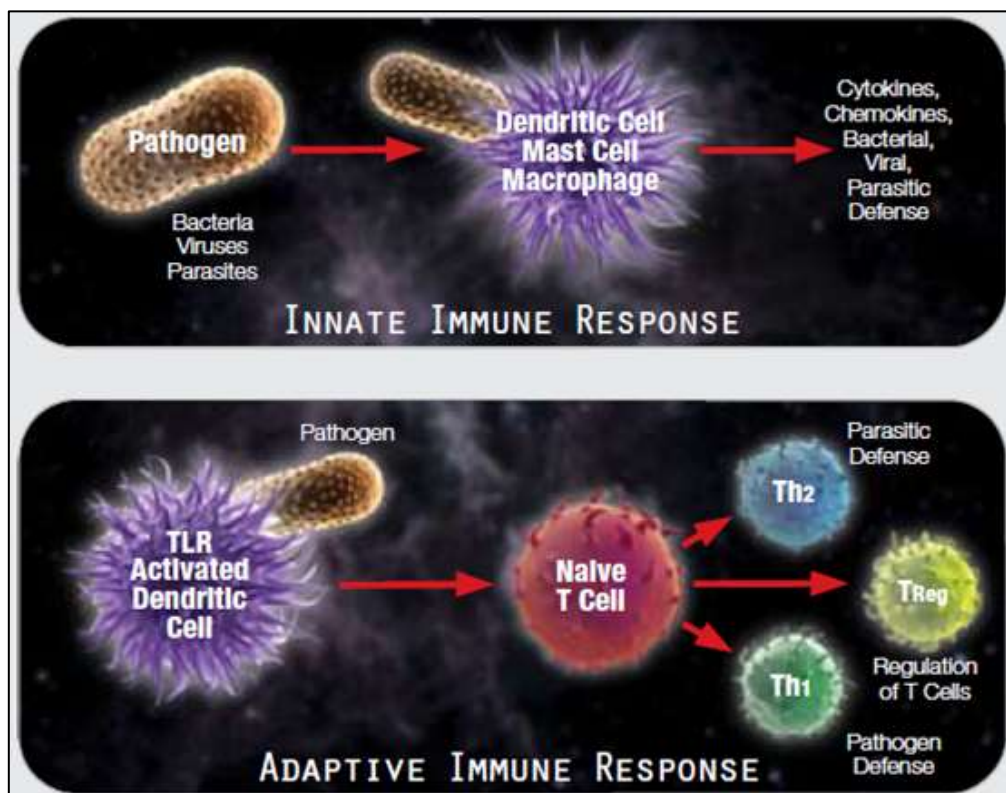 Pathogen
Bacteria
Viruses
Parasites
Dendritic Cell
Mast Cell
Macrophage
Cytokines,
Chemokines,
Bacterial,
Viral,
Parasitic
Defense
INNATE IMMUNE RESPONSE
Pathogen
TLR
Activated
Dendritic
Cell
Naive
T Cell
Parasitic
Defense
Th2
TReg
Regulation
of T Cells
Th1
Pathogen
Defense
ADAPTIVE IMMUNE RESPONSE